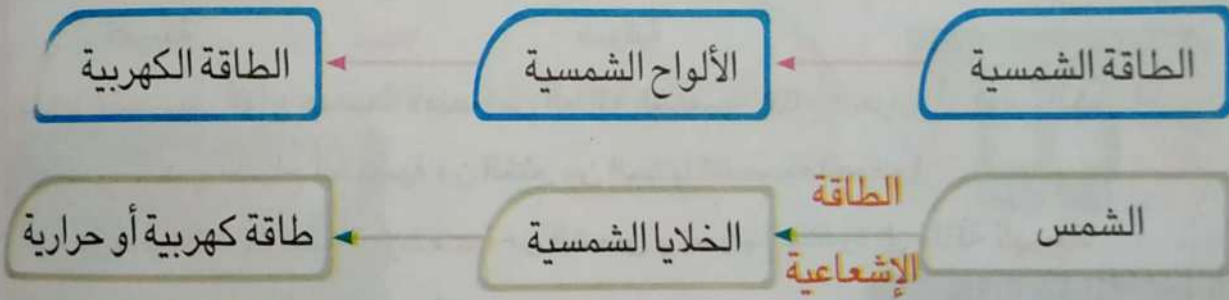 الطاقة الشمسية
الألواح الشمسية
الطاقة الكهربية
الشمس
الطاقة
الإشعاعية
الخلايا الشمسية
طاقة كهربية أو حرارية